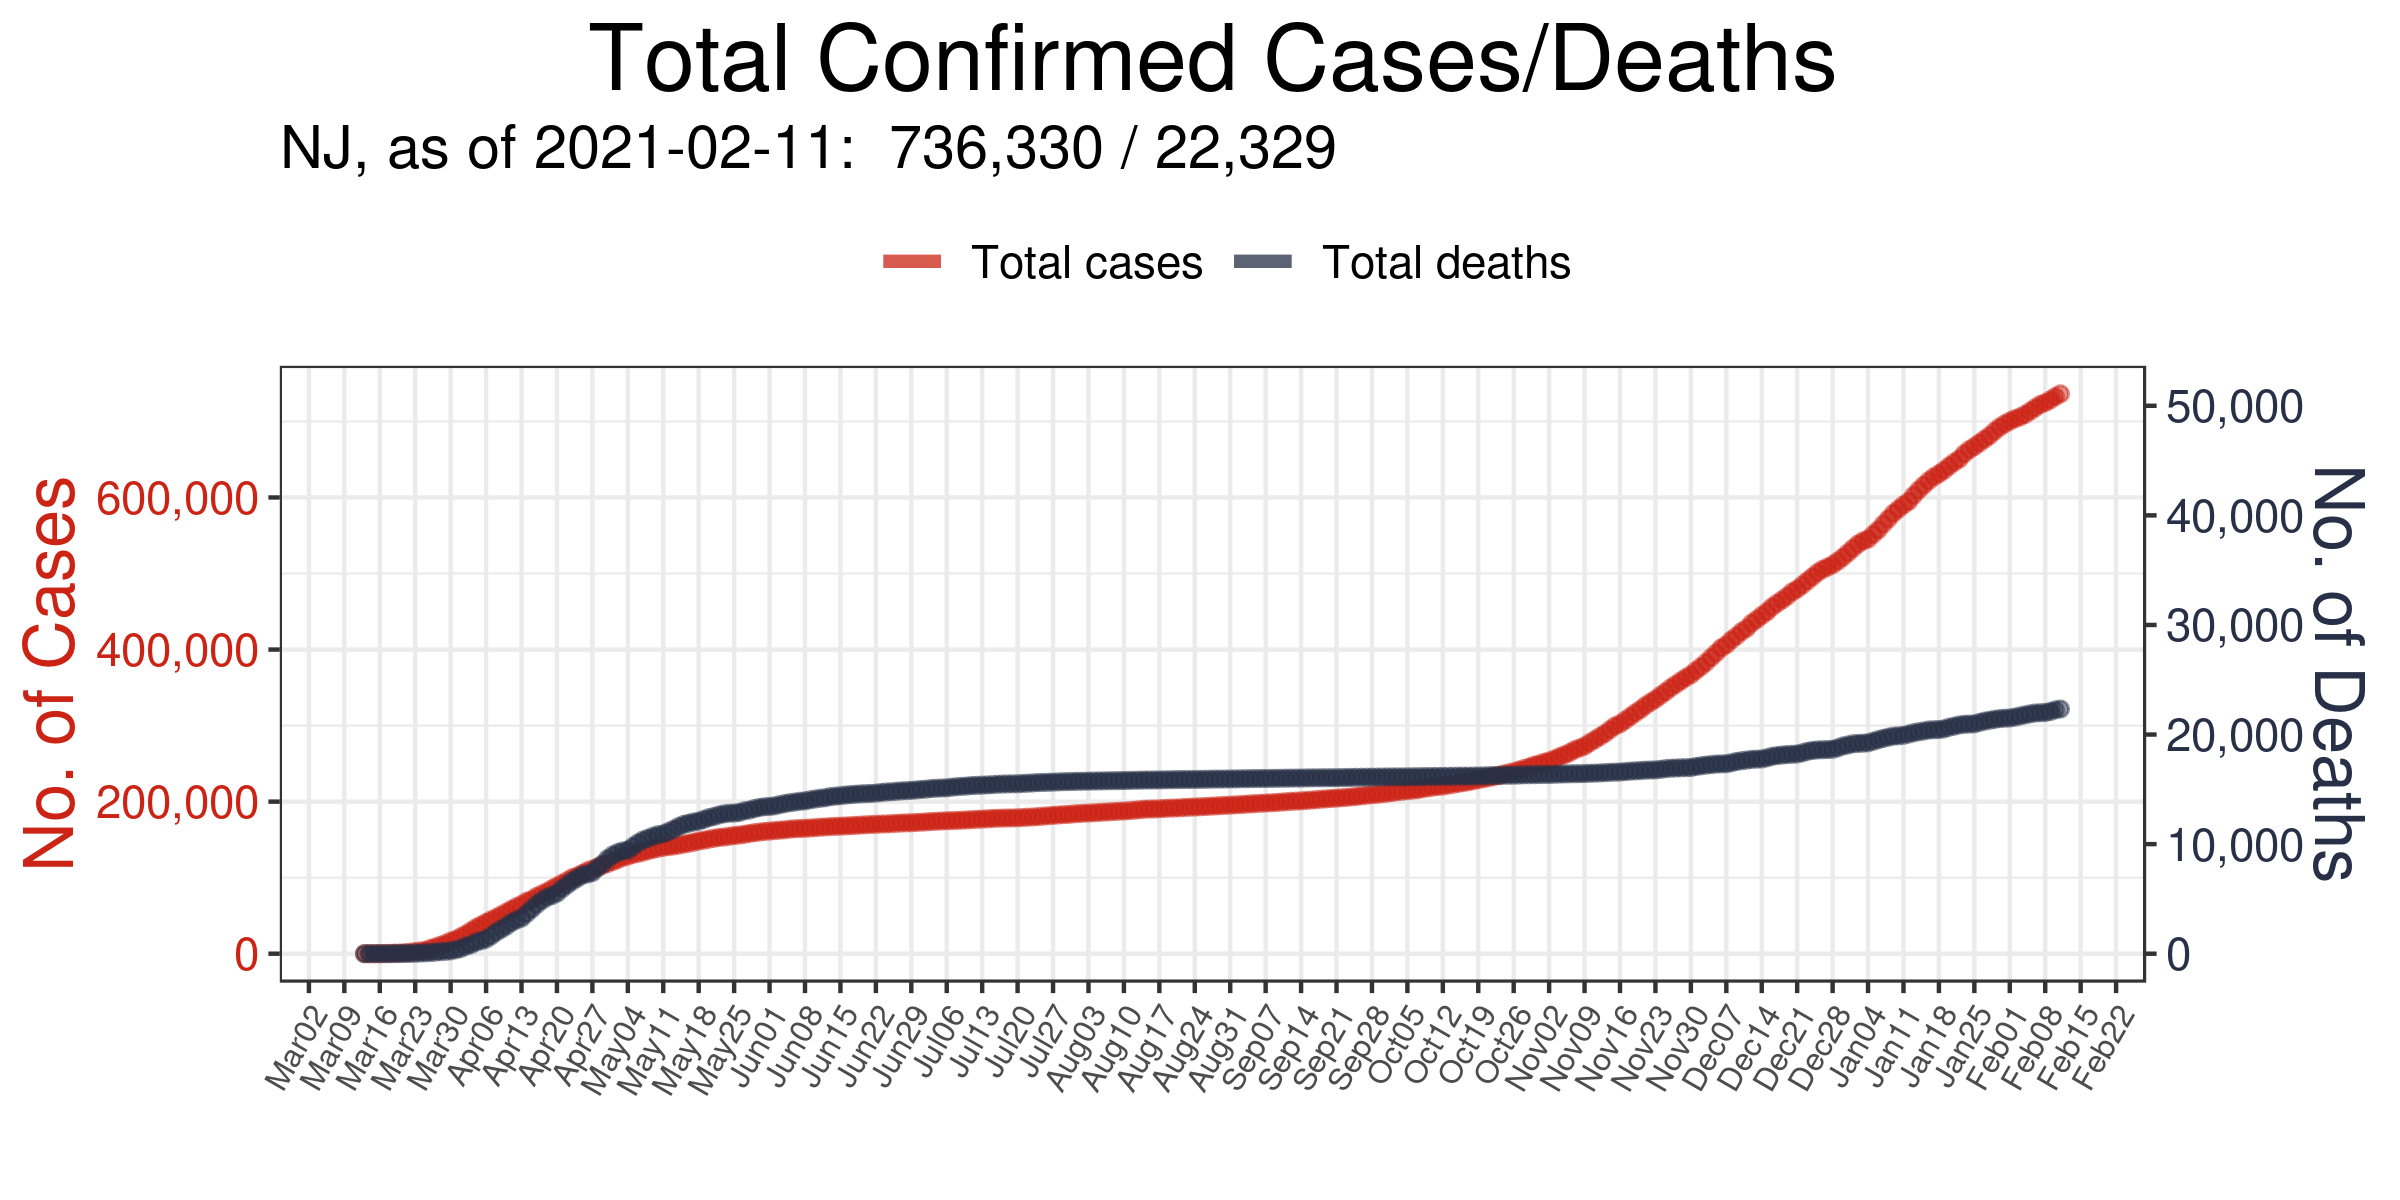 Total Confirmed Cases/Deaths
NJ, as of 2021-02-11: 736,330 / 22,329
Total cases
Total deaths
No. of Cases
600,000
400,000
200,000
0
50,000
40,000
30,000
20,000
10,000
0
No. of Deaths
Mar02
Mar09
Mar16
Mar23
Mar30
Apr06
Apr13
Apr20
Apr27
May04
May11
May18
May25
Jun01
Jun08
Jun15
Jun22
Jun29
Jul06
Jul13
Jul20
Jul27
Aug03
Aug10
Aug17
Aug24
Aug31
Sep07
Sep14
Sep21
Sep28
Oct05
Oct12
Oct19
Oct26
Nov02
Nov09
Nov16
Nov23
Nov30
Dec07
Dec14
Dec21
Dec28
Jan04
Jan11
Jan18
Jan25
Feb01
Feb08
Feb15
Feb22